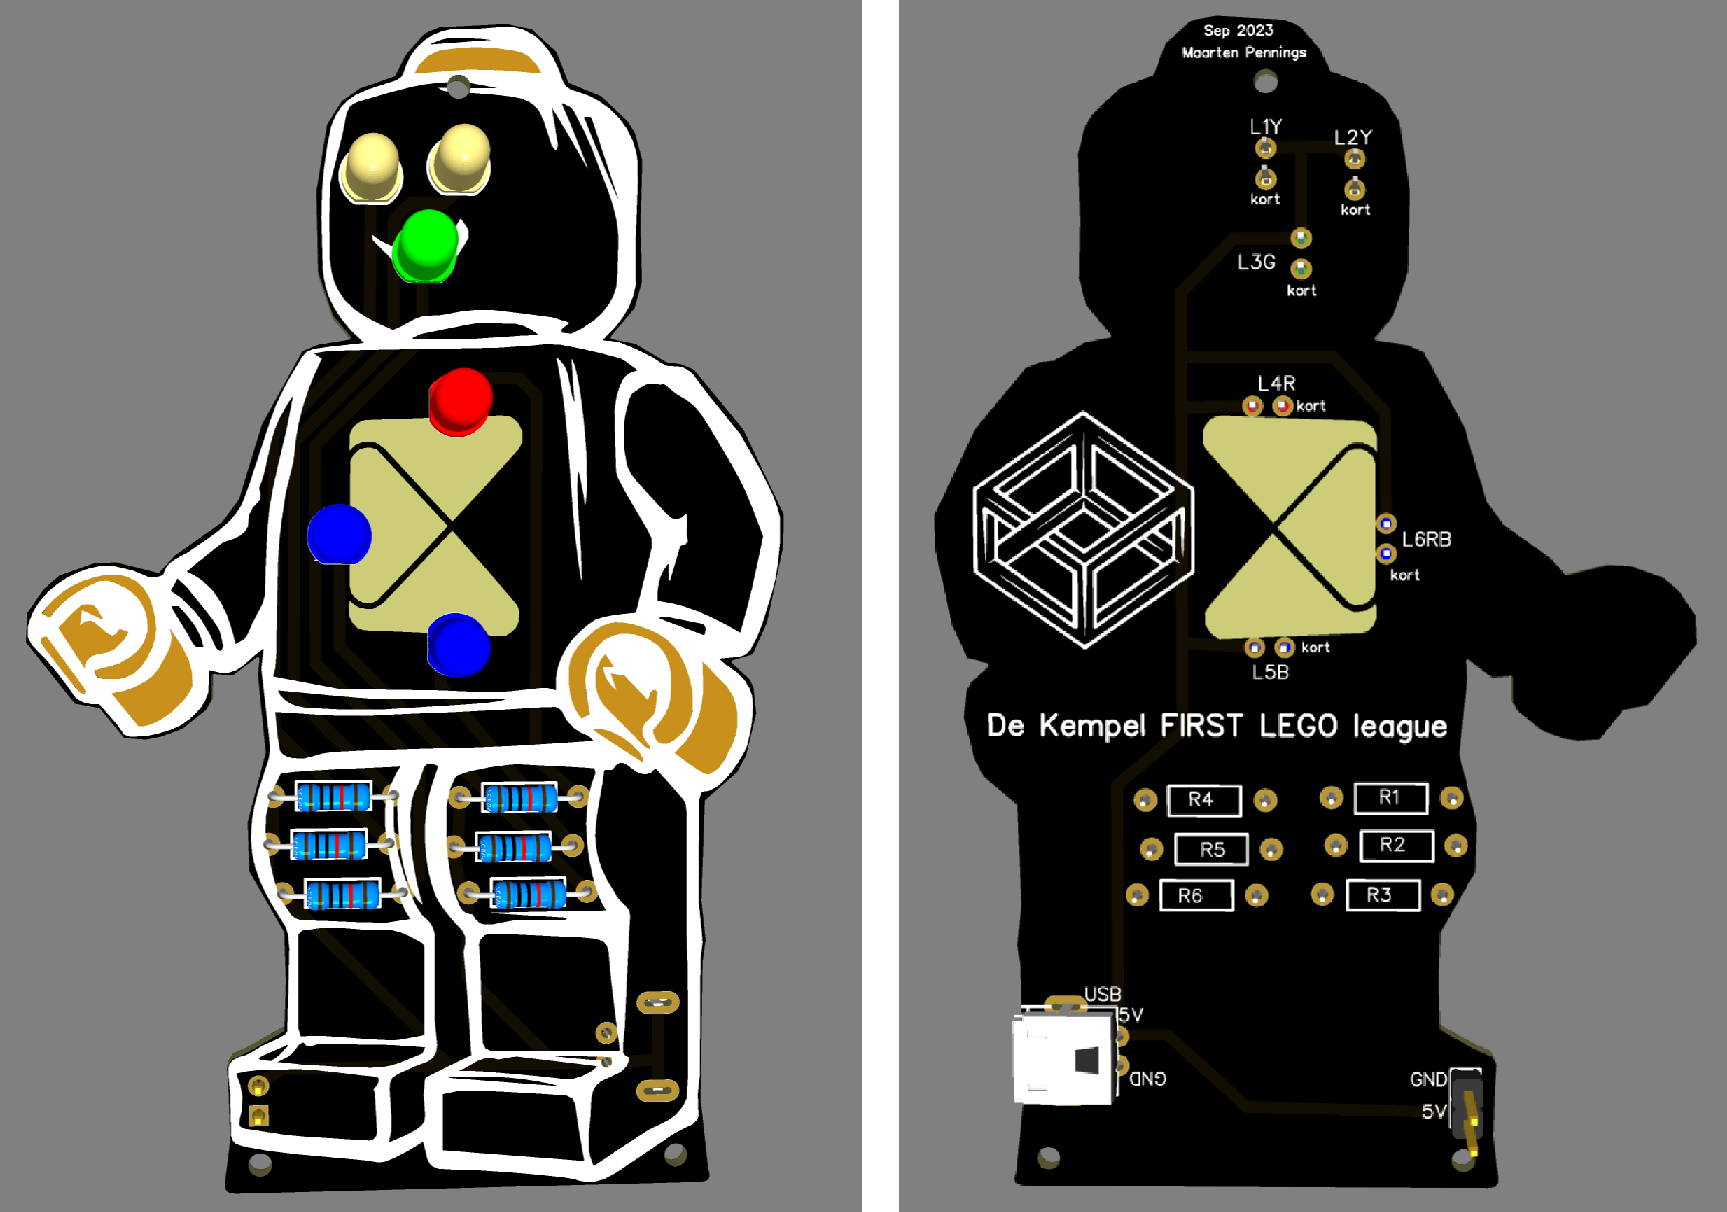 Sep 2023
Maarten Pennings
L1Y
L2Y
kort
kort
L3G
kort
L4R
kort
L6RB
kort
kort
L5B
De Kempel FIRST LEGO league
R4
R1
R5
R2
R6
R3
USB
5V
GND
GND
5V